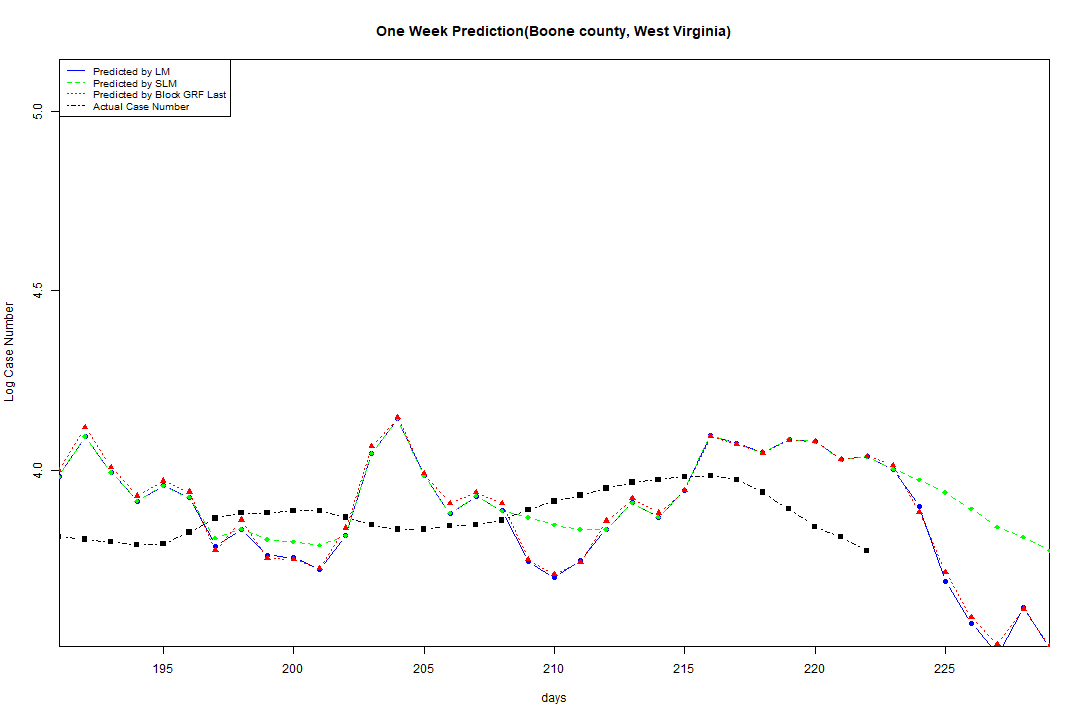 One Week Prediction(Boone county, West Virginia)
Predicted by LM
Predicted by SLM
Predicted by Block GRF Last
Actual Case Number
5.0
4.5
4.0
Log Case Number
195 200 205 210 215 220 225
days